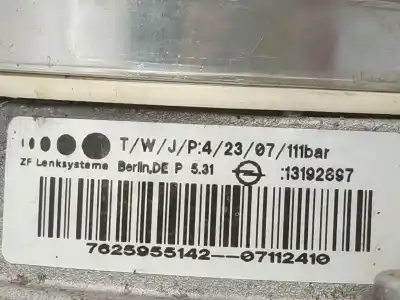 T/W/J/P:4/23/07/111bar
ZF Lenksysteme Berlin,DE P 5.31 :13192897
7625955142--07112410